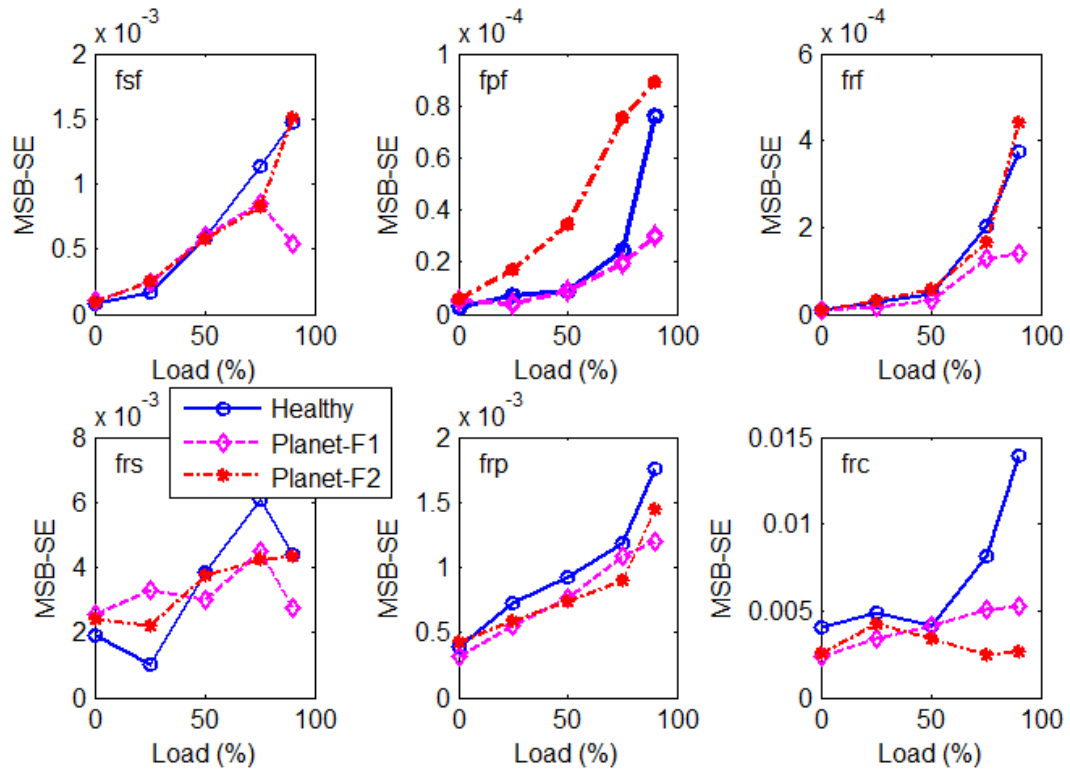 x 10⁻³
2
1.5
1
0.5
0
fsf
MSB-SE
0 50 100
Load (%)
x 10⁻⁴
1
0.8
0.6
0.4
0.2
0
fpf
MSB-SE
0 50 100
Load (%)
x 10⁻⁴
6
4
2
0
frf
MSB-SE
0 50 100
Load (%)
x 10⁻³
8
6
4
2
0
frs
MSB-SE
0 50 100
Load (%)
Healthy
Planet-F1
Planet-F2
x 10⁻³
2
1.5
1
0.5
0
frp
MSB-SE
0 50 100
Load (%)
0.015
0.01
0.005
0
frc
MSB-SE
0 50 100
Load (%)